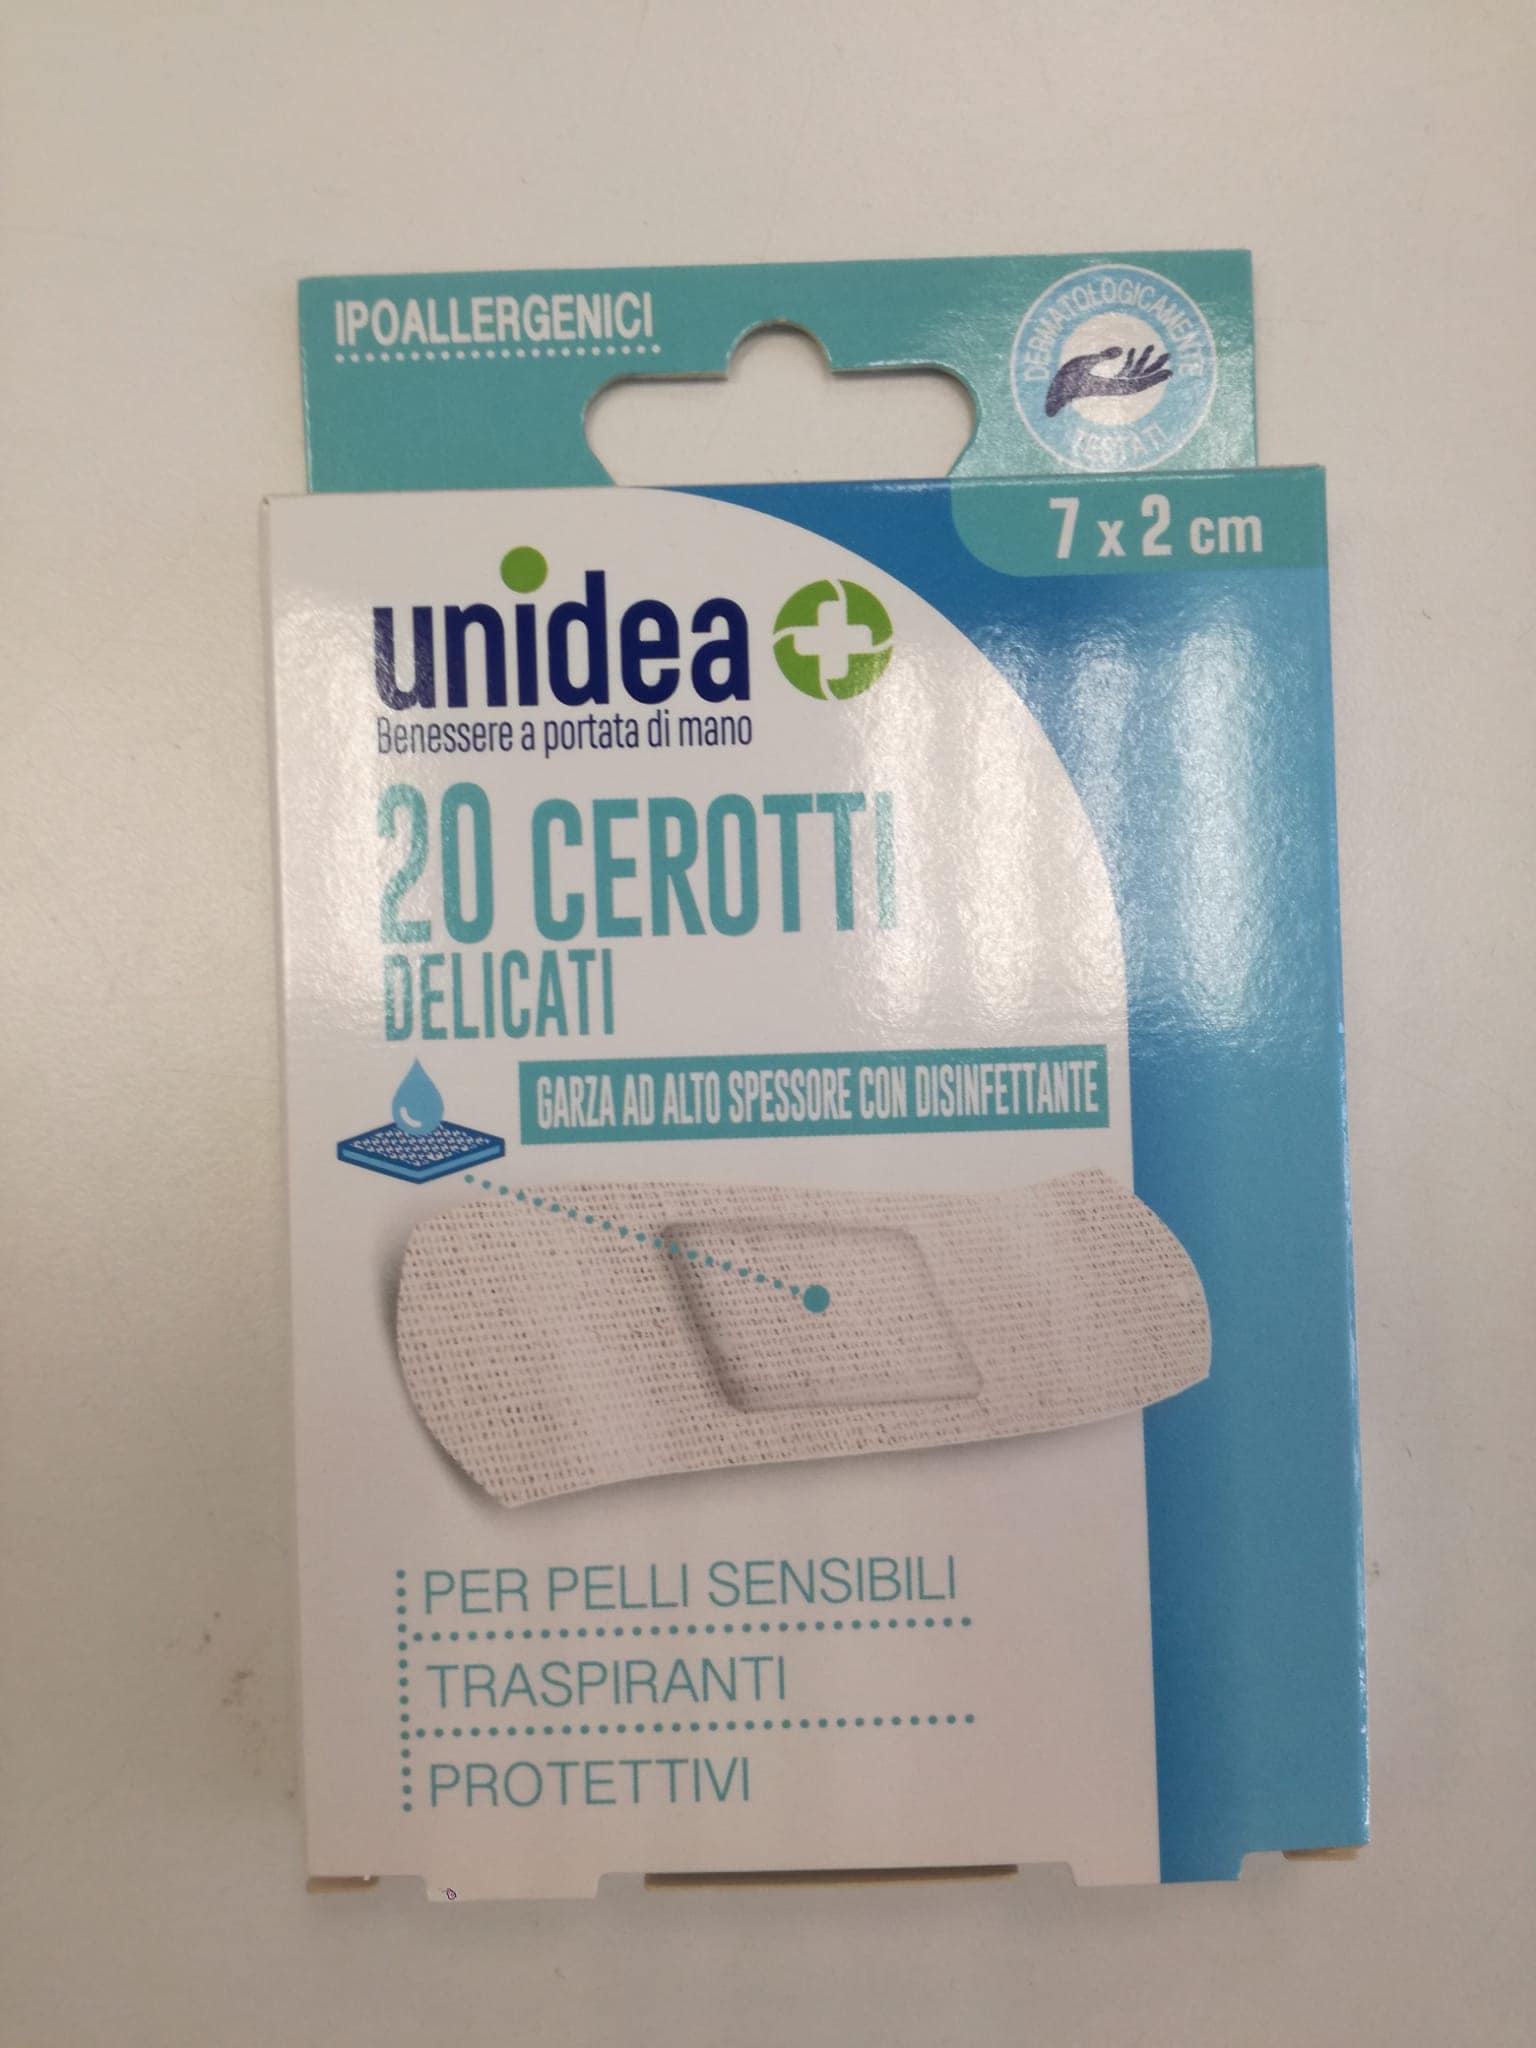 IPOALLERGENICI
DERMATOLOGICAMENTE
TESTATI
7 x 2 cm
unidea
Benessere a portata di mano
20 CEROTTI
DELICATI
GARZA AD ALTO SPESSORE CON DISINFETTANTE
PER PELLI SENSIBILI
TRASPIRANTI
PROTETTIVI